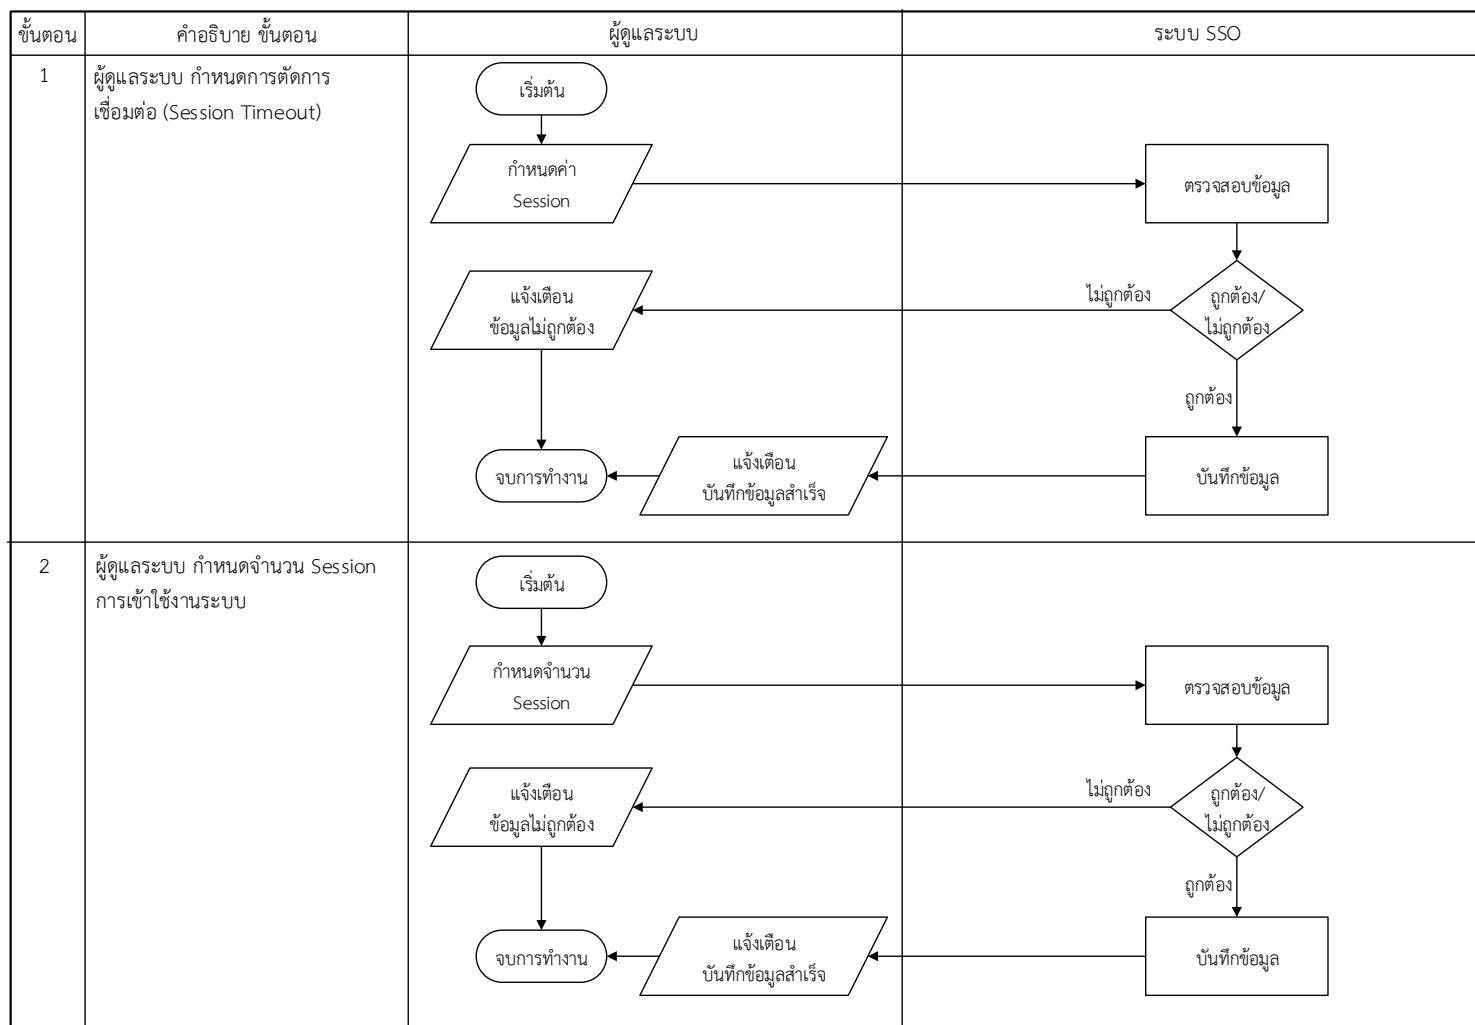 ขั้นตอน
คำอธิบาย ขั้นตอน
ผู้ดูแลระบบ
ระบบ SSO
1
ผู้ดูแลระบบ กำหนดการตัดการ
เชื่อมต่อ (Session Timeout)
เริ่มต้น
กำหนดค่า
Session
ตรวจสอบข้อมูล
แจ้งเตือน
ข้อมูลไม่ถูกต้อง
ไม่ถูกต้อง
ถูกต้อง/
ไม่ถูกต้อง
ถูกต้อง
จบการทำงาน
แจ้งเตือน
บันทึกข้อมูลสำเร็จ
บันทึกข้อมูล
2
ผู้ดูแลระบบ กำหนดจำนวน Session
การเข้าใช้งานระบบ
เริ่มต้น
กำหนดจำนวน
Session
ตรวจสอบข้อมูล
แจ้งเตือน
ข้อมูลไม่ถูกต้อง
ไม่ถูกต้อง
ถูกต้อง/
ไม่ถูกต้อง
ถูกต้อง
จบการทำงาน
แจ้งเตือน
บันทึกข้อมูลสำเร็จ
บันทึกข้อมูล